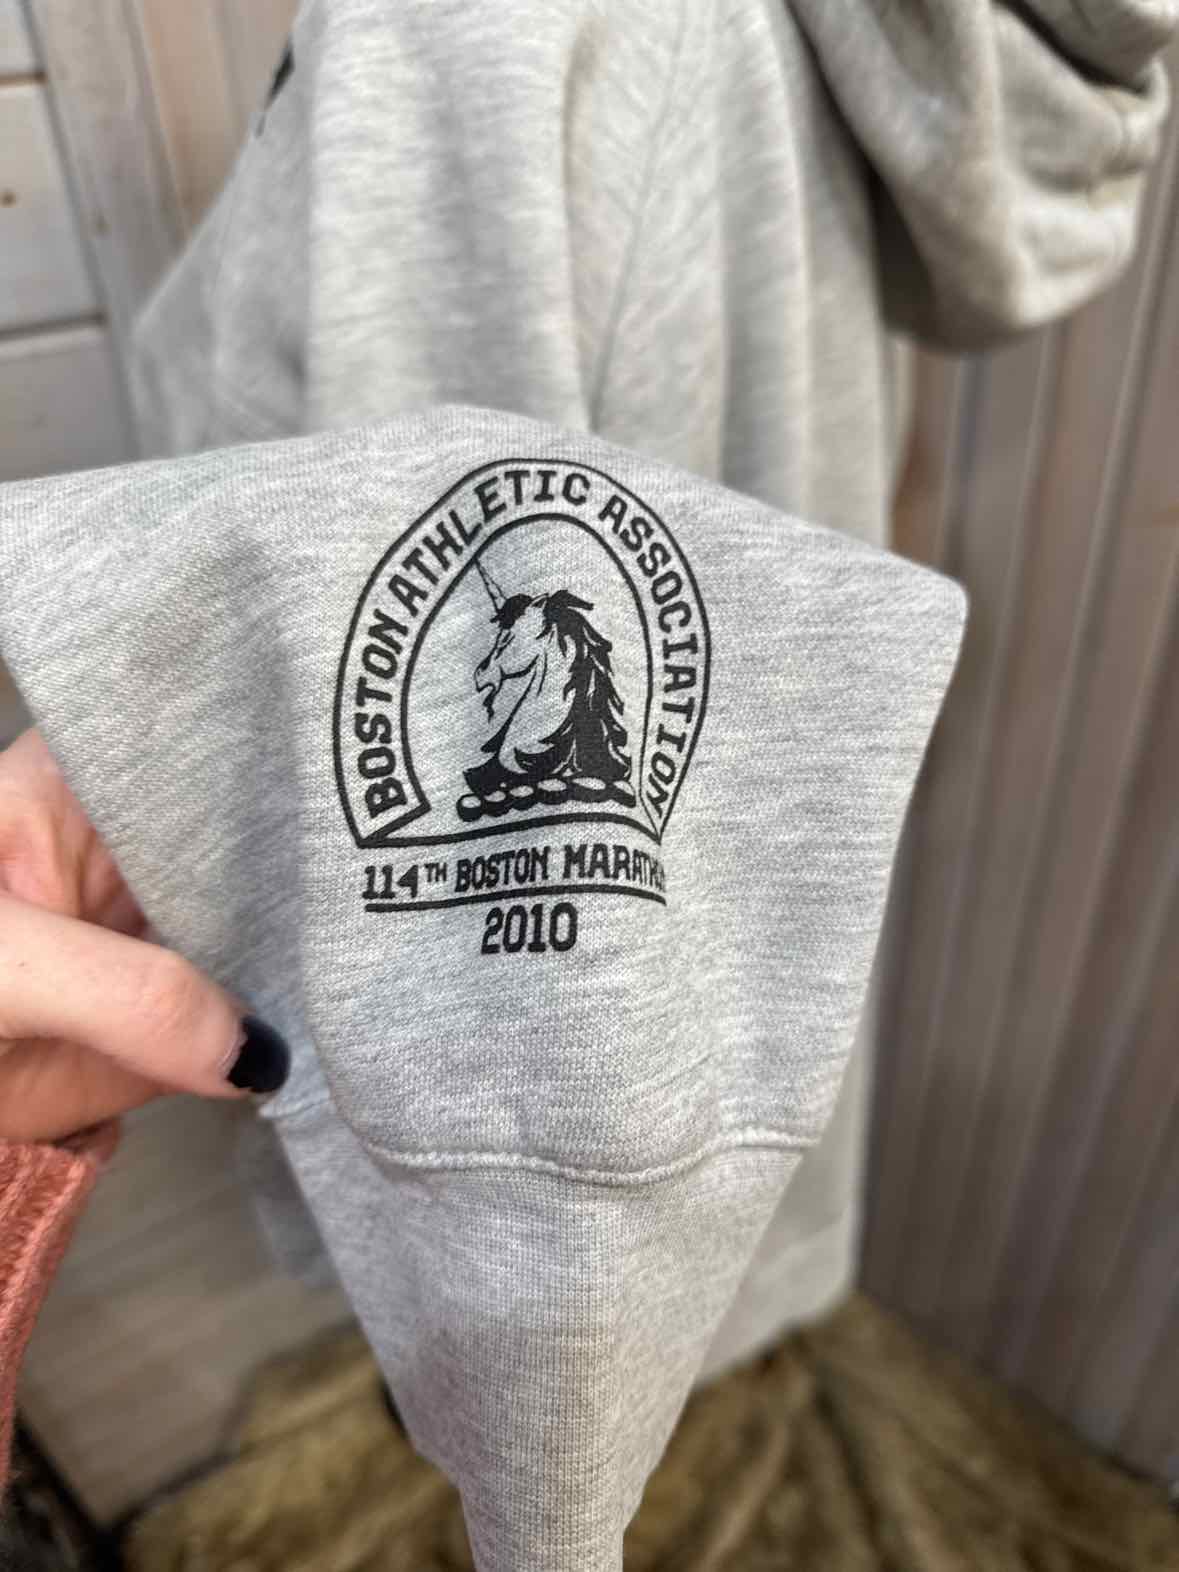 BOSTON ATHLETIC ASSOCIATION
114TH BOSTON MARATHON
2010